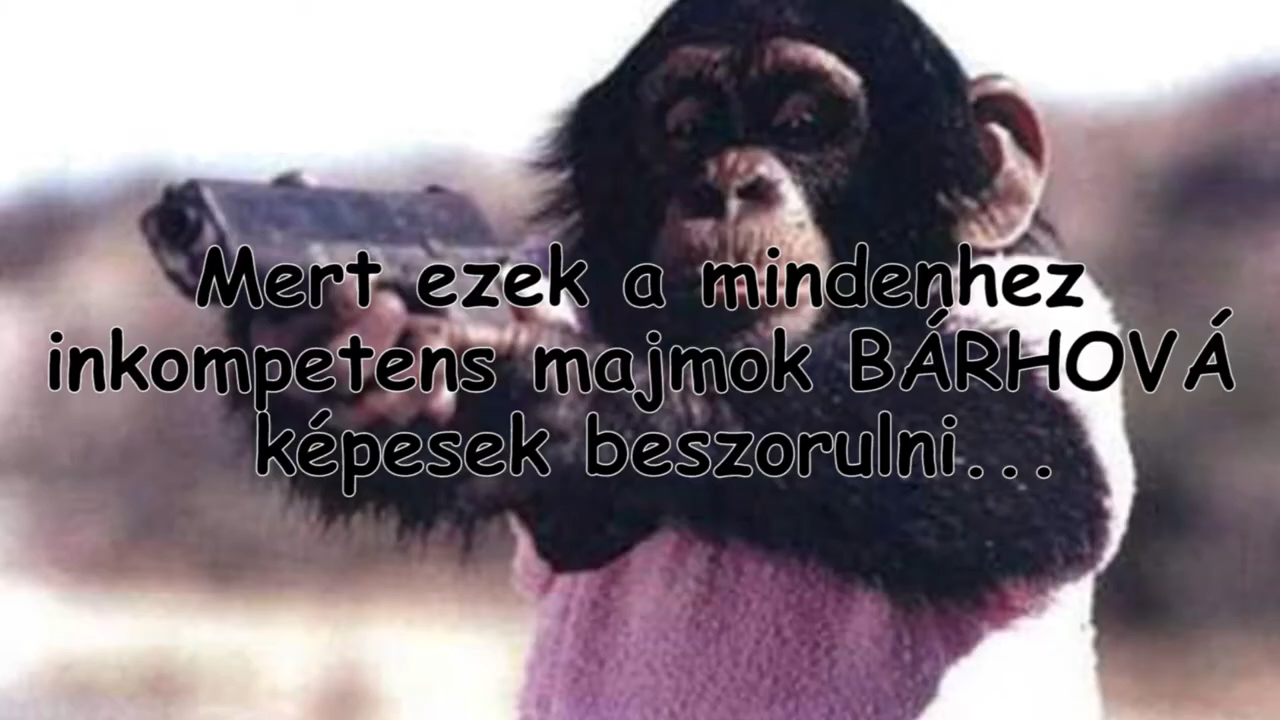 Mert ezek a mindenhez
inkompetens majmok BÁRHOVÁ
képesek beszorulni...